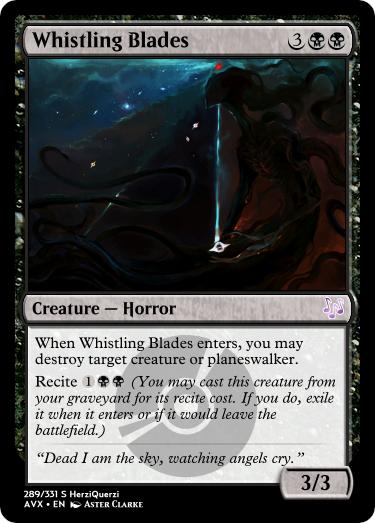 Whistling Blades 3
Creature — Horror
When Whistling Blades enters, you may
destroy target creature or planeswalker.
Recite 1 (You may cast this creature from
your graveyard for its recite cost. If you do, exile
it when it enters or if it would leave the
battlefield.)
“Dead I am the sky, watching angels cry.”
3/3
289/331 S HerziQuerzi
AVX • EN Aster Clarke